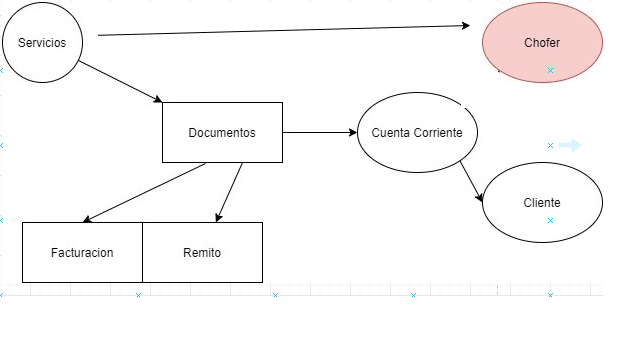 Servicios
Chofer
Documentos
Cuenta Corriente
Cliente
Facturacion
Remito